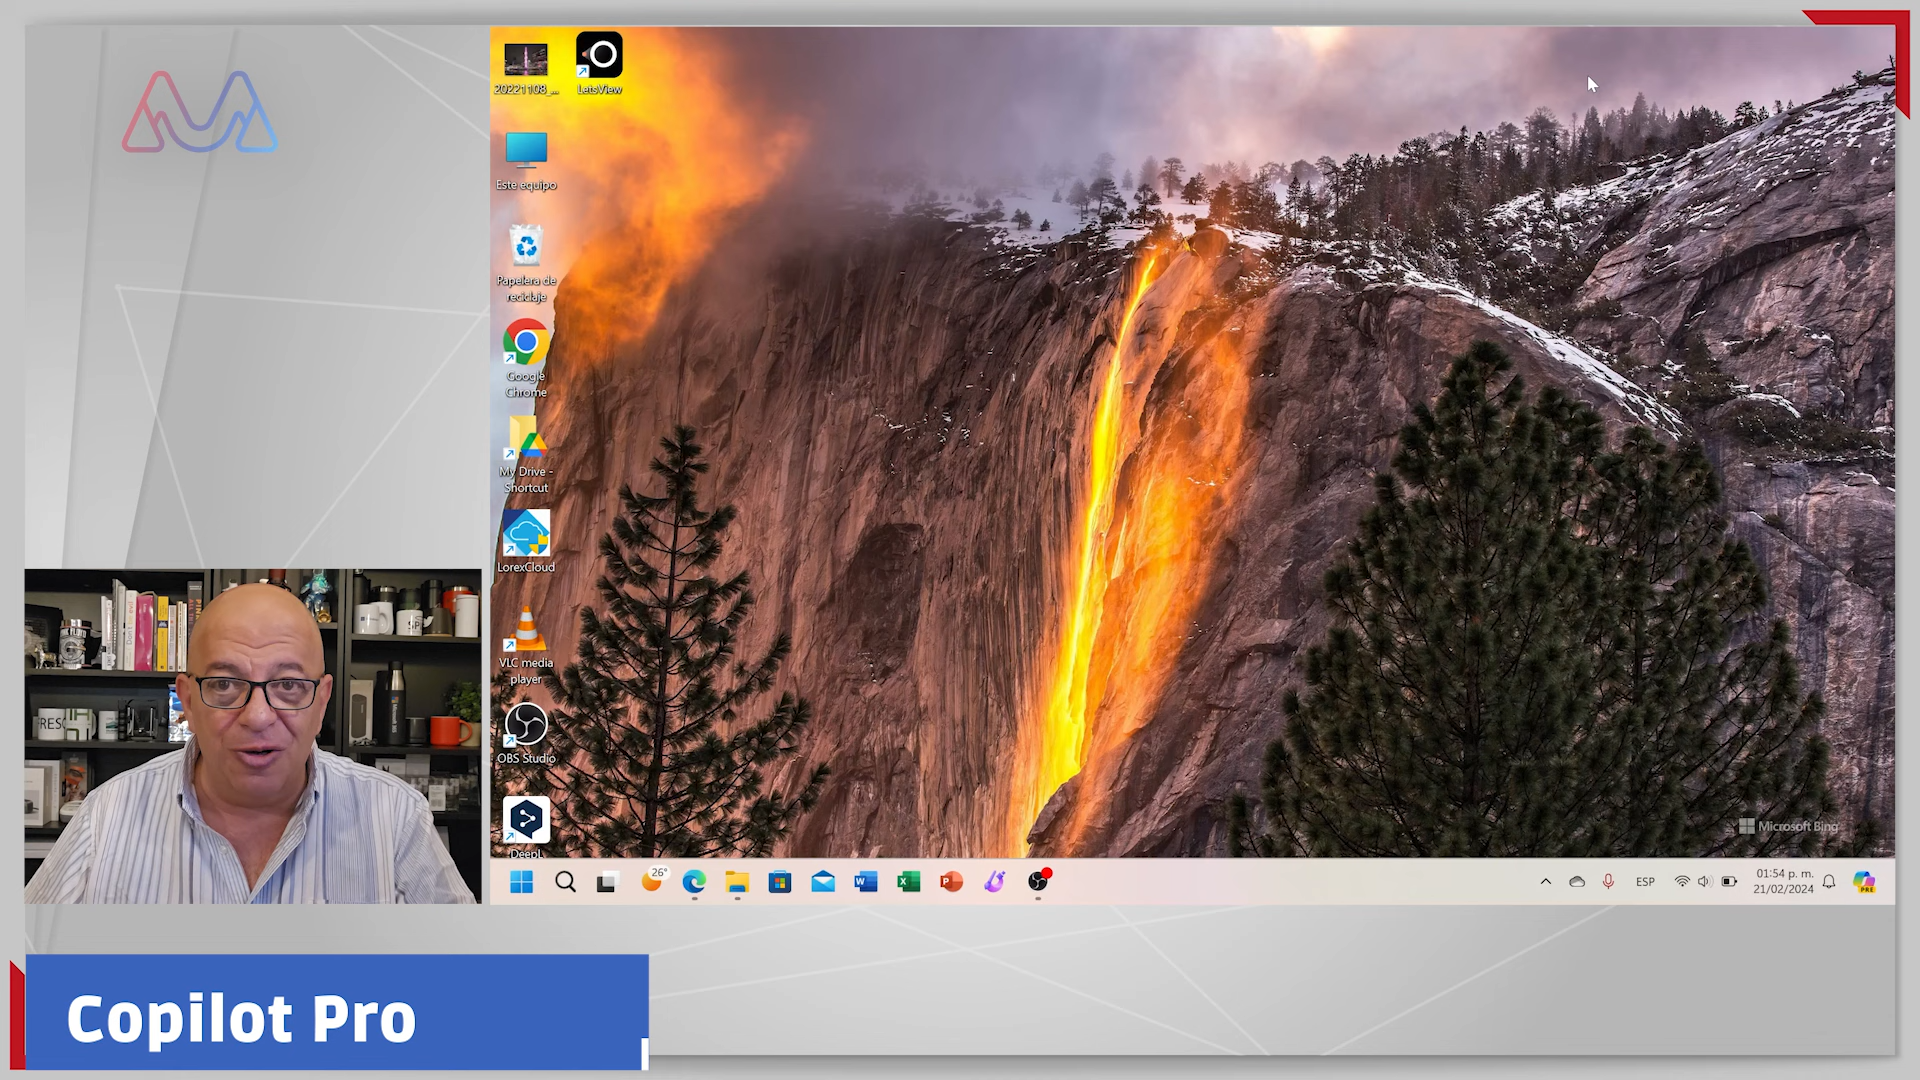 20221108_...
LetsView
Este equipo
Papelera de
reciclaje
Google
Chrome
My Drive -
Shortcut
LorexCloud
VLC media
player
OBS Studio
DeepL
Microsoft Bing
26°
ESP
01:54 p. m.
21/02/2024
PRE
Copilot Pro